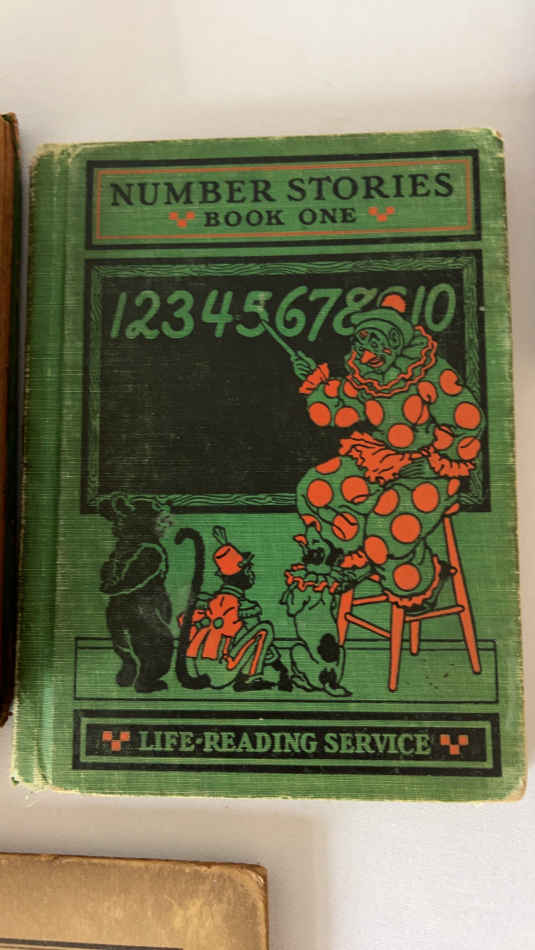 NUMBER STORIES
BOOK ONE
12345678910
LIFE-READING SERVICE